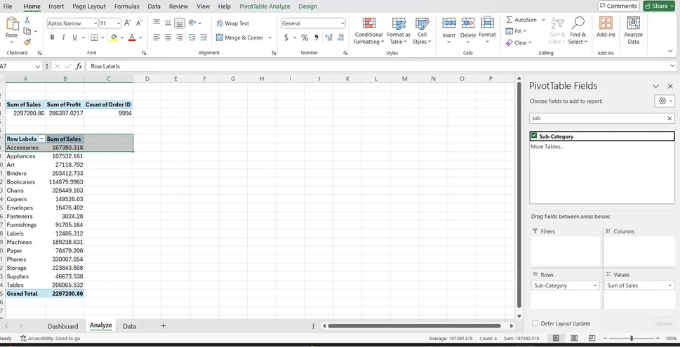 File Home Insert Page Layout Formulas Data Review View Help PivotTable Analyze Design Comments Share
Aptos Narrow 11 Wrap Text General AutoSum
Paste Fill
Merge & Center Conditional Formatting Format as Table Cell Styles Insert Delete Format Clear Sort & Filter Find & Select Add-ins Analyze Data
Clipboard Font Alignment Number Styles Cells Editing Add-ins
A7 Row Labels
A B C D E F G H I J K L M N O P
Sum of Sales Sum of Profit Count of Order ID
2297200.86 286397.0217 9994
Row Labels Sum of Sales
Accessories 167380.318
Appliances 107532.161
Art 27118.792
Binders 203412.733
Bookcases 114879.9963
Chairs 328449.103
Copiers 149528.03
Envelopes 16476.402
Fasteners 3024.28
Furnishings 91705.164
Labels 12486.312
Machines 189238.631
Paper 78479.206
Phones 330007.054
Storage 223843.608
Supplies 46673.538
Tables 206965.532
Grand Total 2297200.86
PivotTable Fields
Choose fields to add to report:
sub
Sub-Category
More Tables...
Drag fields between areas below:
Filters Columns
Rows Values
Sub-Category Sum of Sales
Defer Layout Update Update
Dashboard Analyze Data
Ready Accessibility: Good to go Average: 167380.318 Count: 4 Sum: 167380.318 100%